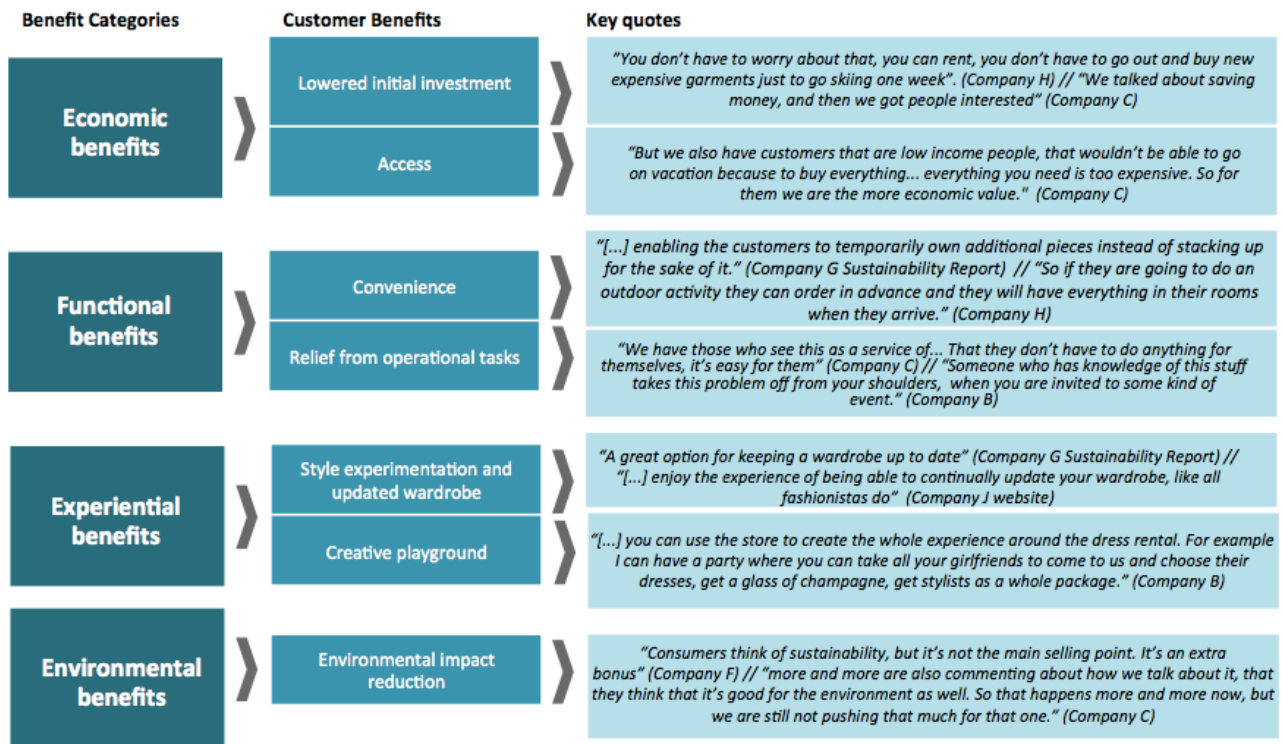 Benefit Categories
Customer Benefits
Key quotes
Economic
benefits
Lowered initial investment
“You don’t have to worry about that, you can rent, you don’t have to go out and buy new
expensive garments just to go skiing one week”. (Company H) // “We talked about saving
money, and then we got people interested” (Company C)
Access
“But we also have customers that are low income people, that wouldn’t be able to go
on vacation because to buy everything... everything you need is too expensive. So for
them we are the more economic value." (Company C)
Functional
benefits
Convenience
“[...] enabling the customers to temporarily own additional pieces instead of stacking up
for the sake of it.” (Company G Sustainability Report) // “So if they are going to do an
outdoor activity they can order in advance and they will have everything in their rooms
when they arrive.” (Company H)
Relief from operational tasks
“We have those who see this as a service of... That they don’t have to do anything for
themselves, it’s easy for them” (Company C) // “Someone who has knowledge of this stuff
takes this problem off from your shoulders, when you are invited to some kind of
event.” (Company B)
Experiential
benefits
Style experimentation and
updated wardrobe
“A great option for keeping a wardrobe up to date” (Company G Sustainability Report) //
“[...] enjoy the experience of being able to continually update your wardrobe, like all
fashionistas do” (Company J website)
Creative playground
“[...] you can use the store to create the whole experience around the dress rental. For example
I can have a party where you can take all your girlfriends to come to us and choose their
dresses, get a glass of champagne, get stylists as a whole package.” (Company B)
Environmental
benefits
Environmental impact
reduction
“Consumers think of sustainability, but it’s not the main selling point. It’s an extra
bonus” (Company F) // “more and more are also commenting about how we talk about it, that
they think that it’s good for the environment as well. So that happens more and more now, but
we are still not pushing that much for that one.” (Company C)